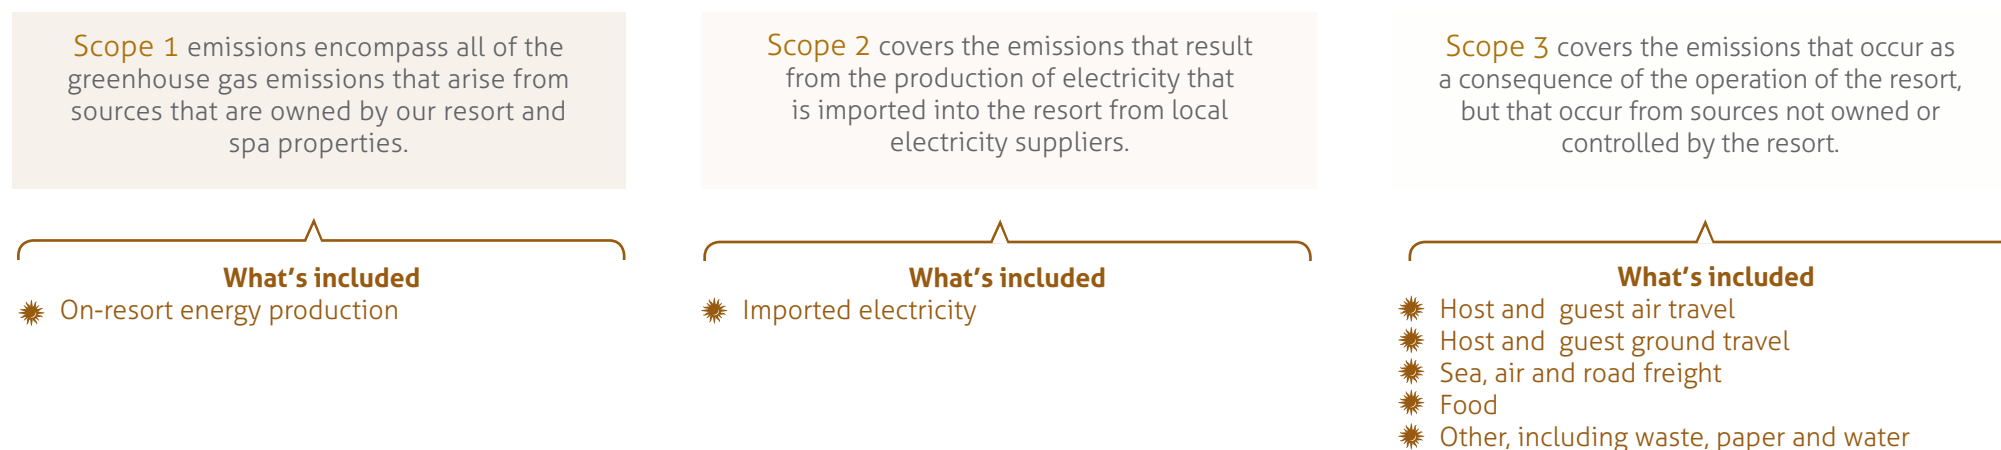 Scope 1 emissions encompass all of the
greenhouse gas emissions that arise from
sources that are owned by our resort and
spa properties.
What's included
On-resort energy production
Scope 2 covers the emissions that result
from the production of electricity that
is imported into the resort from local
electricity suppliers.
What's included
Imported electricity
Scope 3 covers the emissions that occur as
a consequence of the operation of the resort,
but that occur from sources not owned or
controlled by the resort.
What's included
Host and guest air travel
Host and guest ground travel
Sea, air and road freight
Food
Other, including waste, paper and water